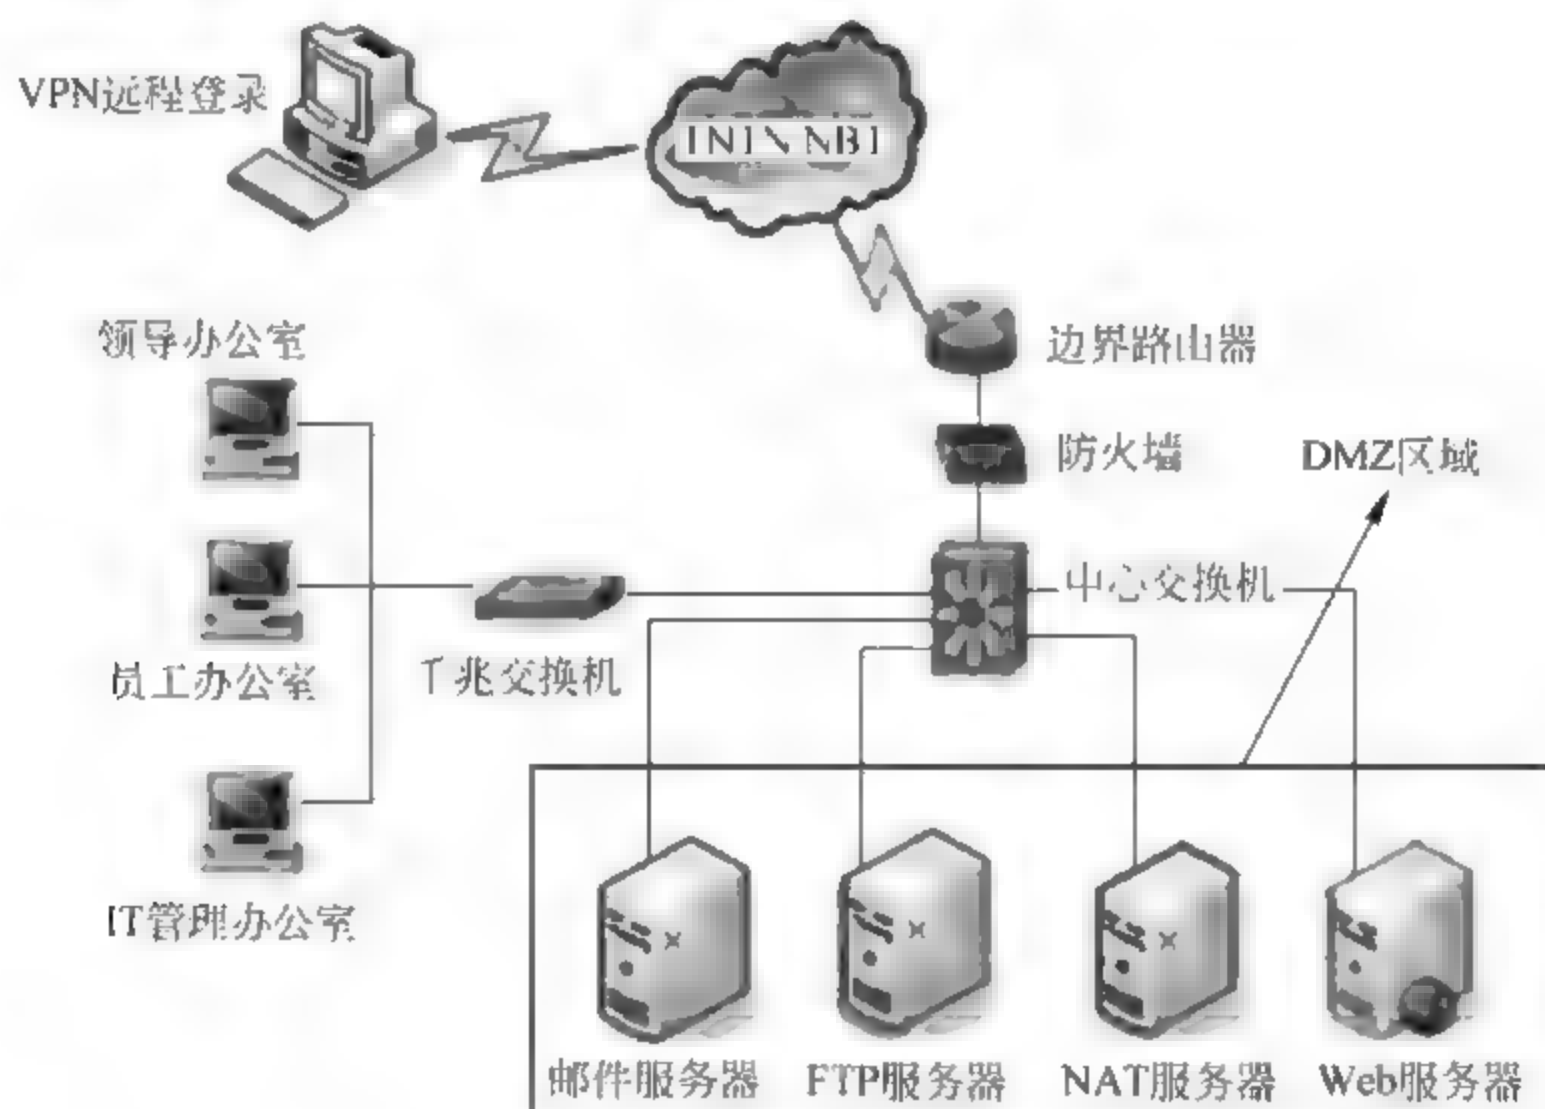 VPN远程登录
领导办公室
边界路由器
防火墙
DMZ区域
中心交换机
员工办公室
千兆交换机
IT管理办公室
邮件服务器
FTP服务器
NAT服务器
Web服务器